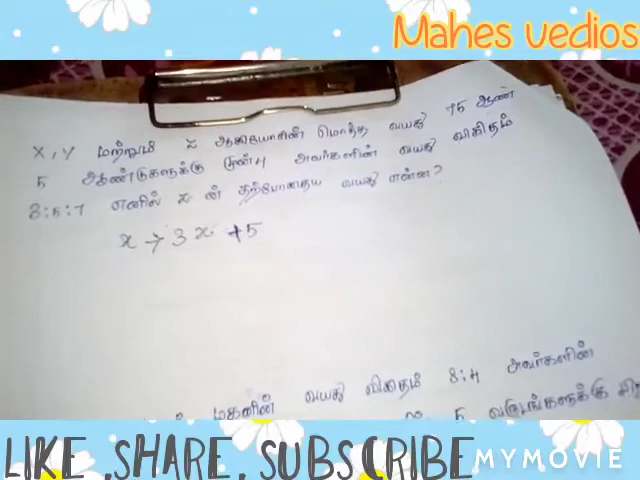 Mahes vedios
X, Y மற்றும் z ஆகியோரின் மொத்த வயது 75 ஆண்
5 ஆண்டுகளுக்கு முன்பு அவர்களின் வயது விகிதம்
3:5:7 எனில் x ன் தற்போதைய வயது என்ன?
x → 3x + 5
மகனின் வயது விகிதம் 8:4 அவர்களின்
5 வருடங்களுக்கு
LIKE .SHARE. SUBSCRIBE
MYMOVIE